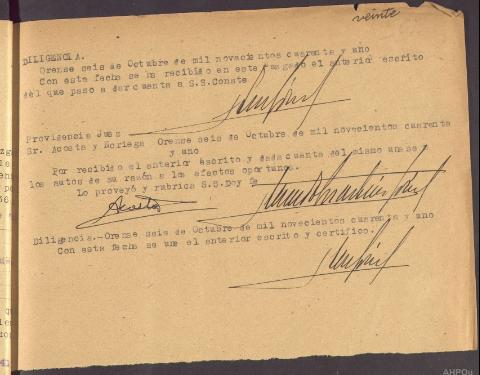 veinte
DILIGENCIA.
Orense seis de Octubre de mil novecientos cuarenta y uno
Con esta fecha se ha recibido en este Juzgado el anterior escrito
del que paso a dar cuenta a S.S.Conste
Providencia Juez
Sr. Acosta y Noriega Orense seis de Octubre de mil novecientos cuarenta
y uno
Por recibido el anterior escrito y dada cuenta del mismo unase
los autos de su razón a los efectos oportunos.
Lo proveyó y rubrica S.S.Doy fe
Acosta
Diligencia.-Orense seis de Octubre de mil novecientos cuarenta y uno
Con esta fecha se une el anterior escrito y certifico.
41
AHPOu